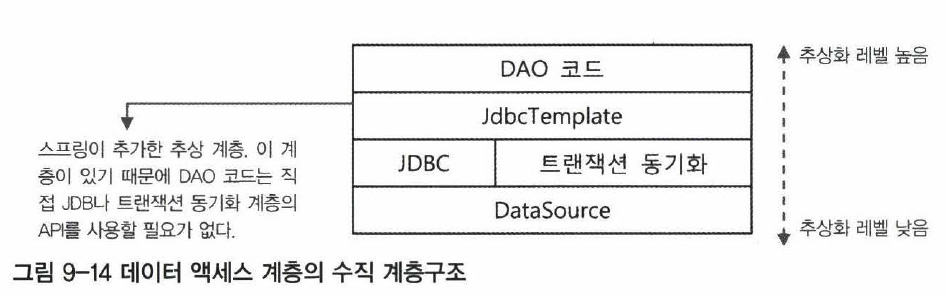 DAO 코드
추상화 레벨 높음
JdbcTemplate
스프링이 추가한 추상 계층. 이 계
층이 있기 때문에 DAO 코드는 직
접 JDB나 트랜잭션 동기화 계층의
API를 사용할 필요가 없다.
JDBC
트랜잭션 동기화
DataSource
추상화 레벨 낮음
그림 9-14 데이터 액세스 계층의 수직 계층구조